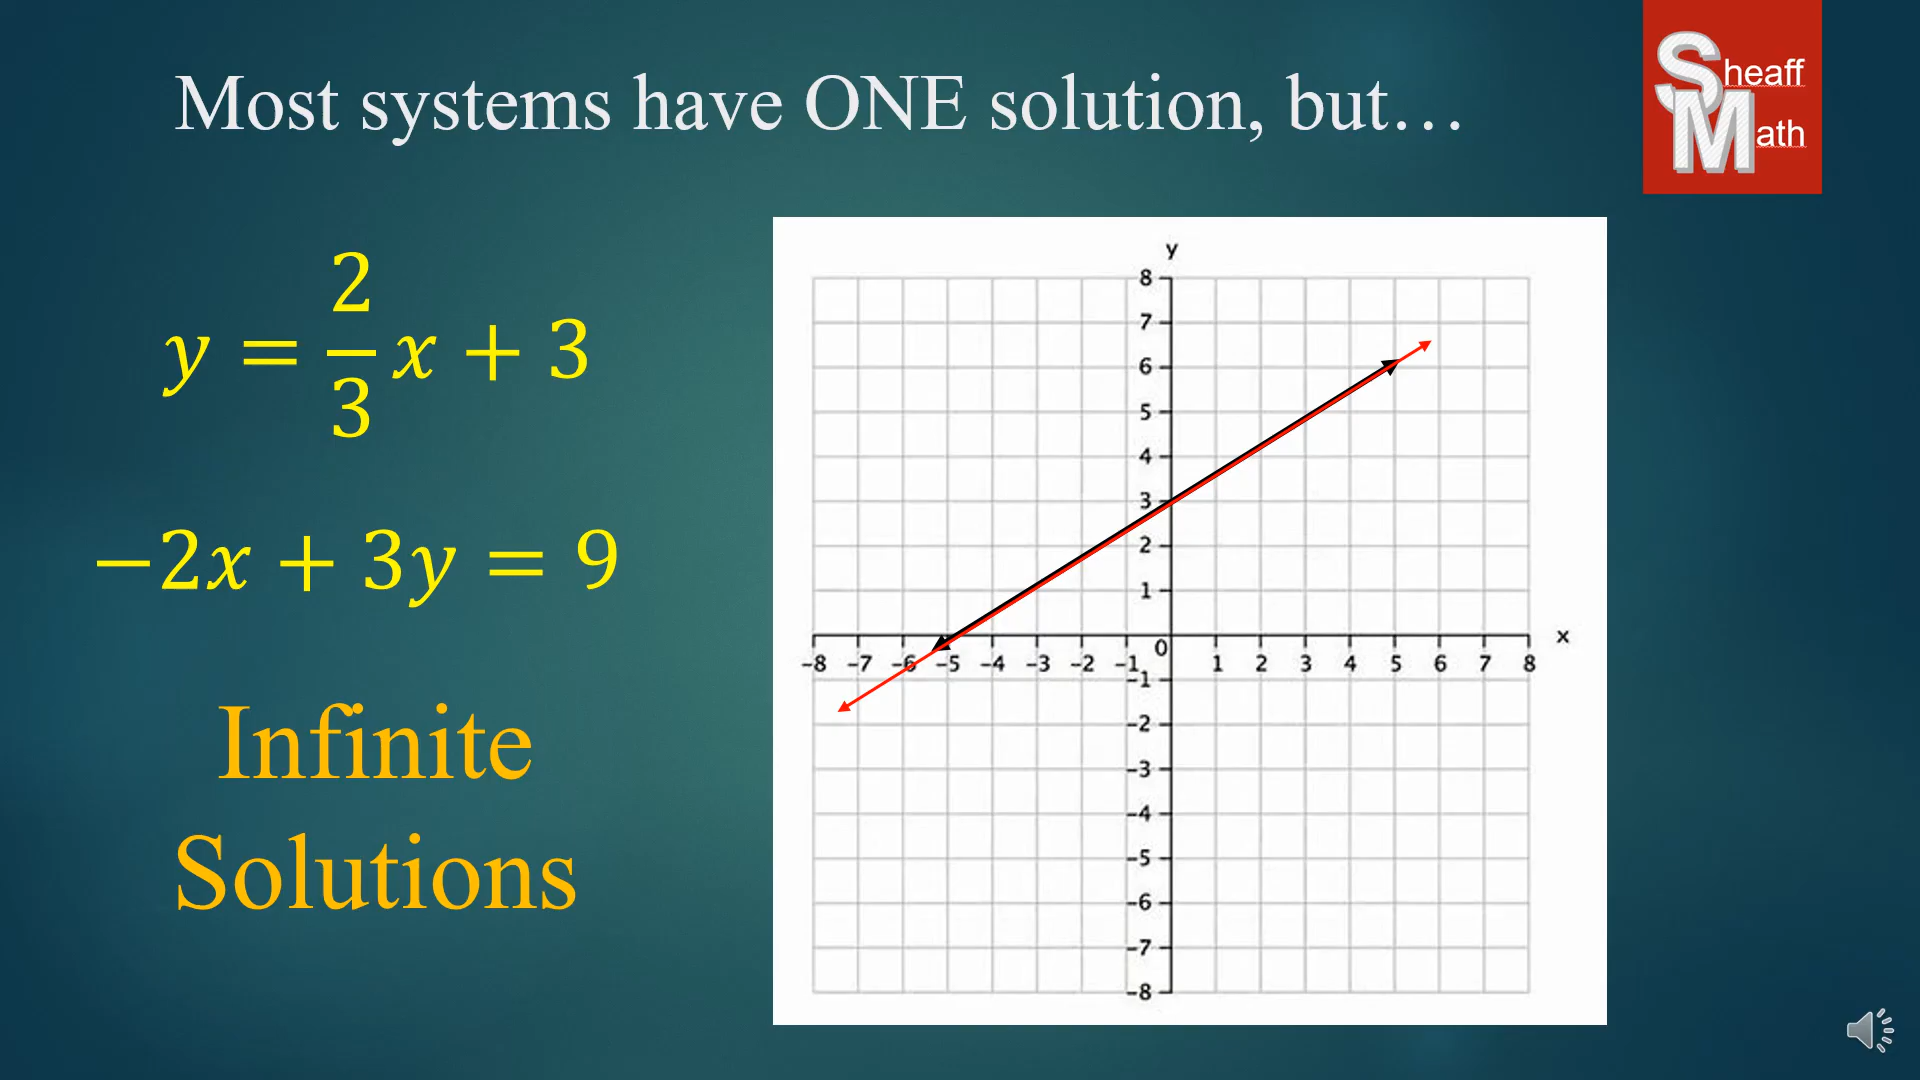 Most systems have ONE solution, but…
Sheaff
Math
y = 2/3 x + 3
−2x + 3y = 9
Infinite
Solutions
y
8
7
6
5
4
3
2
1
x
0
-8 -7 -6 -5 -4 -3 -2 -1 1 2 3 4 5 6 7 8
-1
-2
-3
-4
-5
-6
-7
-8